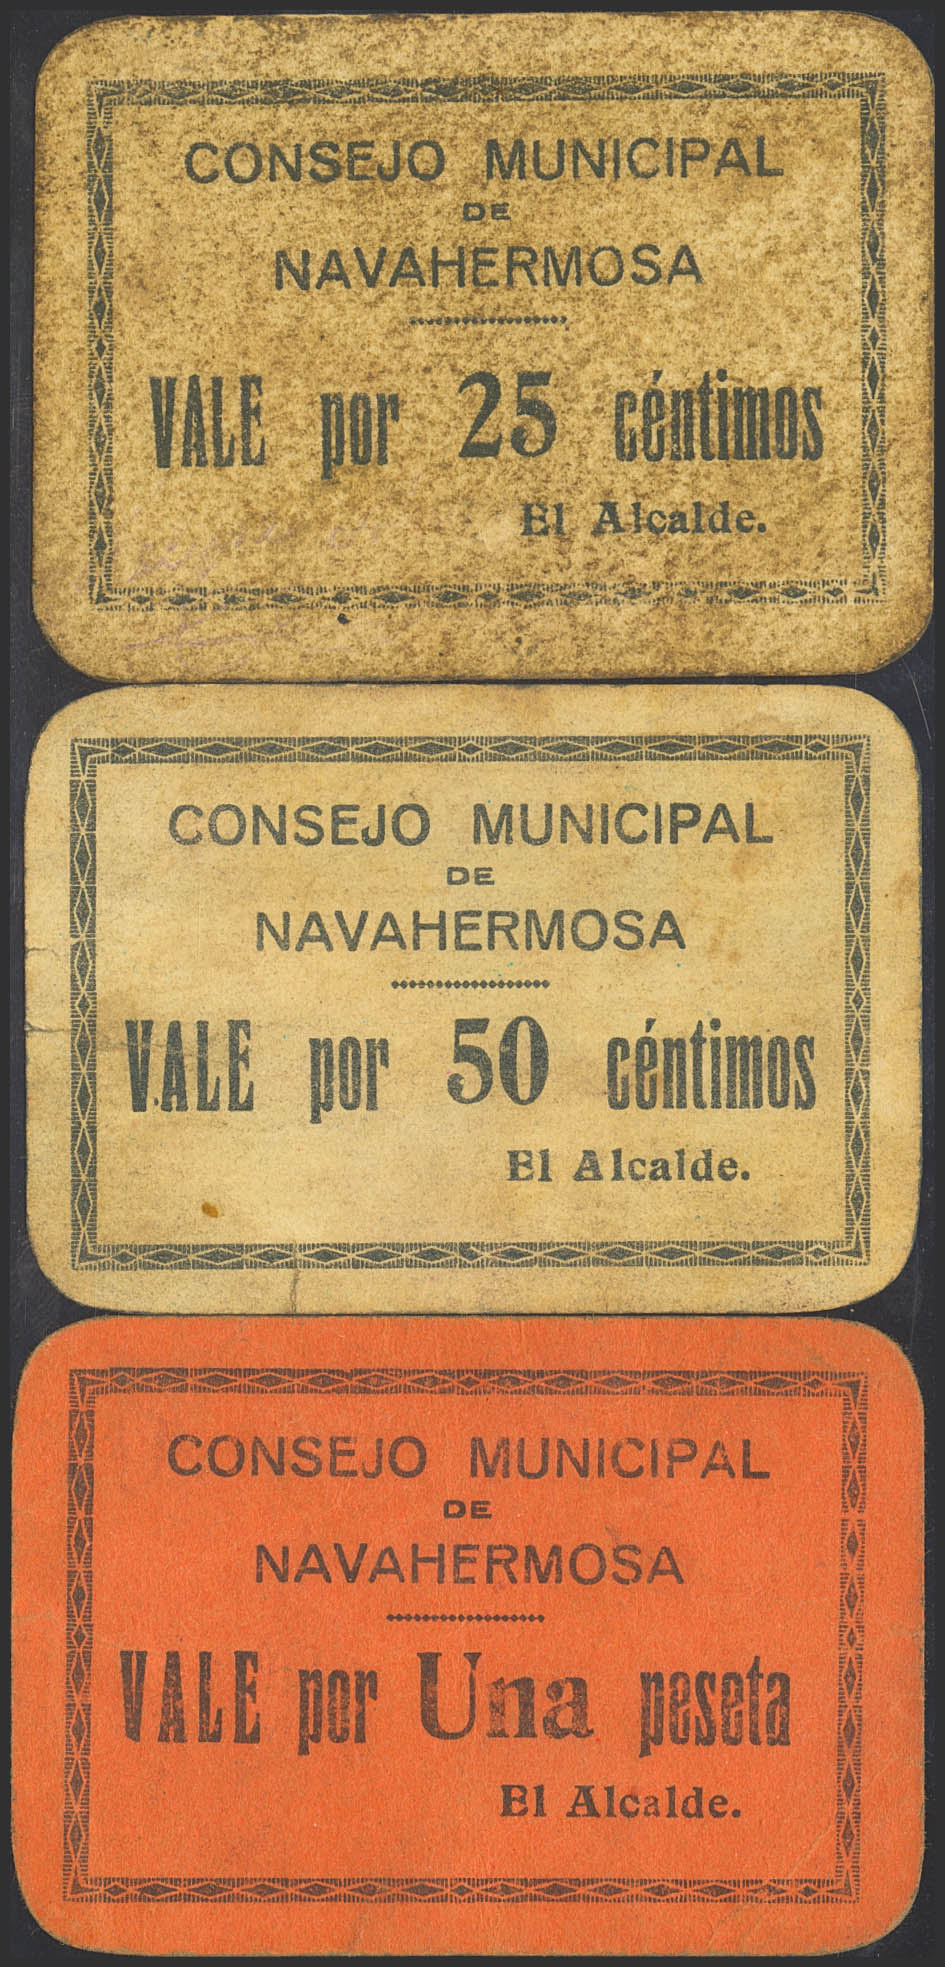 CONSEJO MUNICIPAL
DE
NAVAHERMOSA
VALE por 25 céntimos
El Alcalde.
CONSEJO MUNICIPAL
DE
NAVAHERMOSA
VALE por 50 céntimos
El Alcalde.
CONSEJO MUNICIPAL
DE
NAVAHERMOSA
VALE por Una peseta
El Alcalde.